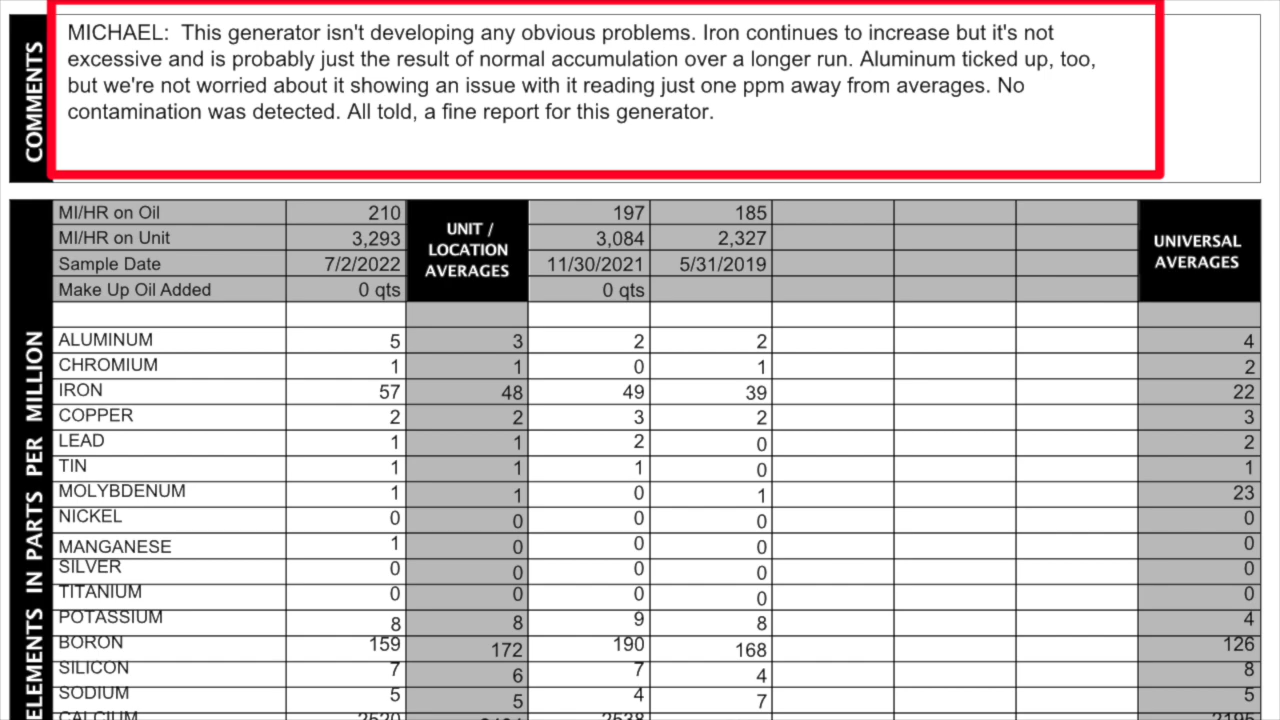 COMMENTS
MICHAEL: This generator isn't developing any obvious problems. Iron continues to increase but it's not
excessive and is probably just the result of normal accumulation over a longer run. Aluminum ticked up, too,
but we're not worried about it showing an issue with it reading just one ppm away from averages. No
contamination was detected. All told, a fine report for this generator.
ELEMENTS IN PARTS PER MILLION
MI/HR on Oil 210 197 185
MI/HR on Unit 3,293 3,084 2,327
Sample Date 7/2/2022 11/30/2021 5/31/2019
Make Up Oil Added 0 qts 0 qts
UNIT /
LOCATION
AVERAGES
UNIVERSAL
AVERAGES
ALUMINUM 5 3 2 2 4
CHROMIUM 1 1 0 1 2
IRON 57 48 49 39 22
COPPER 2 2 3 2 3
LEAD 1 1 2 0 2
TIN 1 1 1 0 1
MOLYBDENUM 1 1 0 1 23
NICKEL 0 0 0 0 0
MANGANESE 1 0 0 0 0
SILVER 0 0 0 0 0
TITANIUM 0 0 0 0 0
POTASSIUM 8 8 9 8 4
BORON 159 172 190 168 126
SILICON 7 6 7 4 8
SODIUM 5 5 4 7 5
CALCIUM 2520 2538 2195